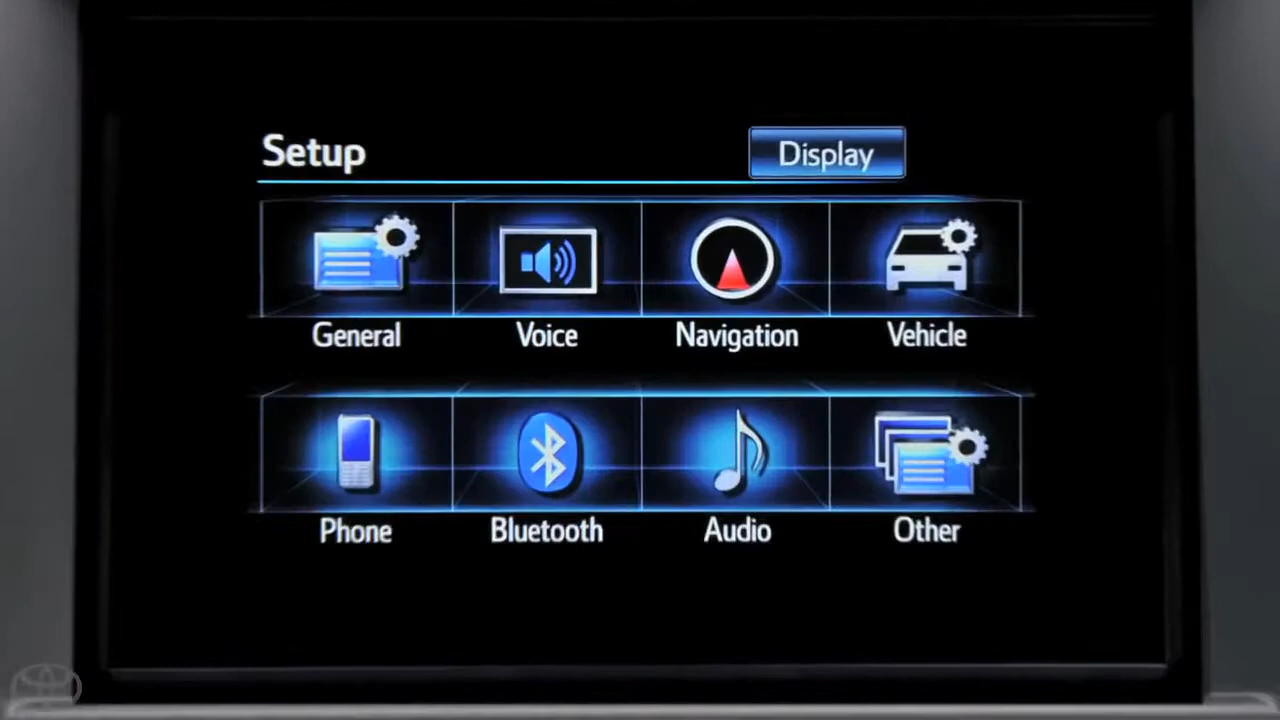 Setup
Display
General Voice Navigation Vehicle
Phone Bluetooth Audio Other